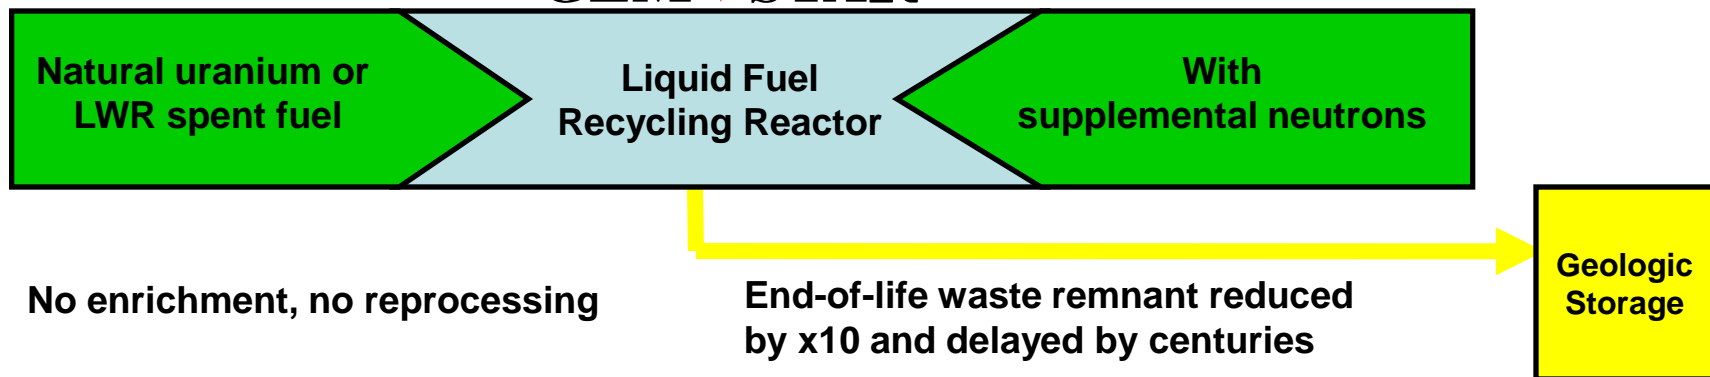 Natural uranium or
LWR spent fuel
Liquid Fuel
Recycling Reactor
With
supplemental neutrons
No enrichment, no reprocessing
End-of-life waste remnant reduced
by x10 and delayed by centuries
Geologic
Storage